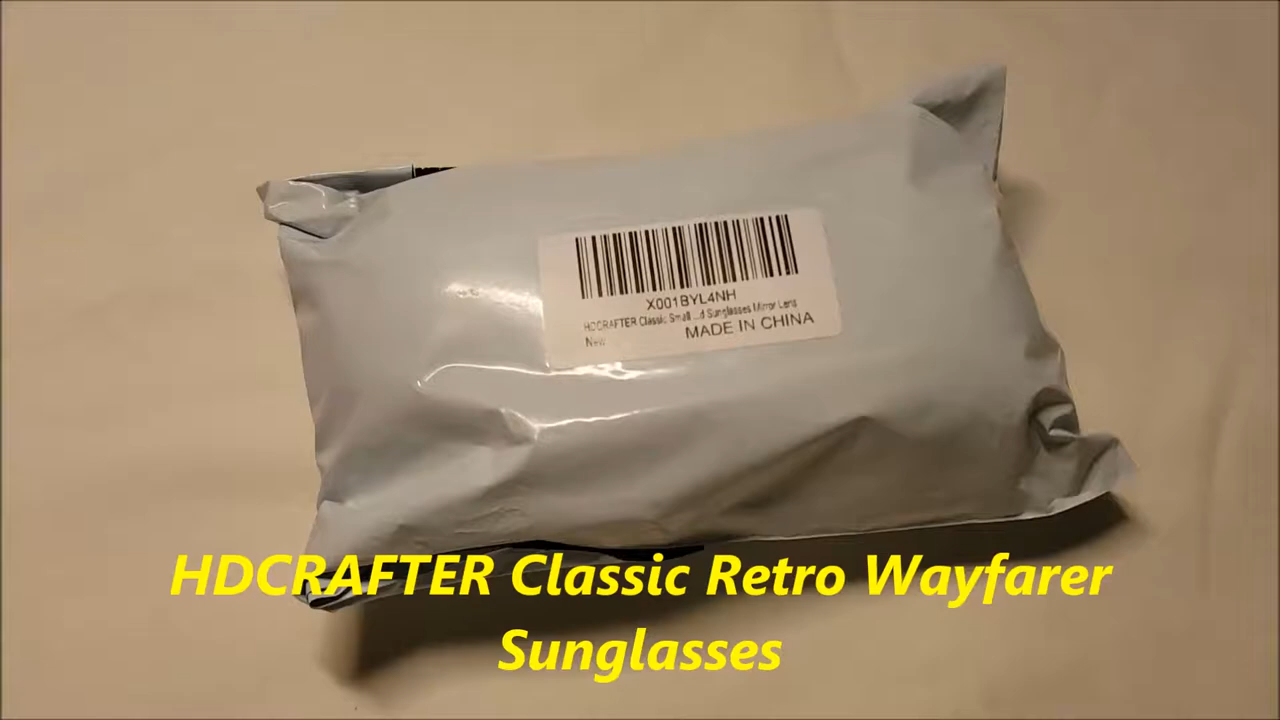 X001BYL4NH
HDCRAFTER Classic Small ...d Sunglasses Mirror Lens
New
MADE IN CHINA
HDCRAFTER Classic Retro Wayfarer
Sunglasses